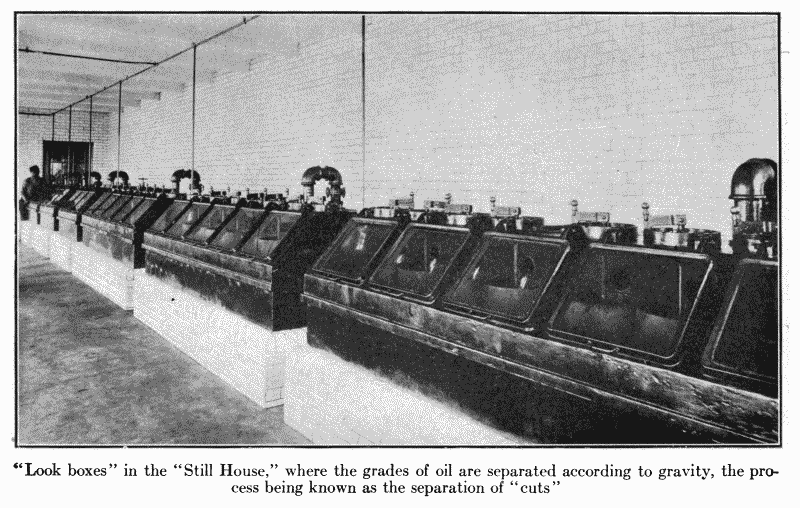 "Look boxes" in the "Still House," where the grades of oil are separated according to gravity, the pro-
cess being known as the separation of "cuts"